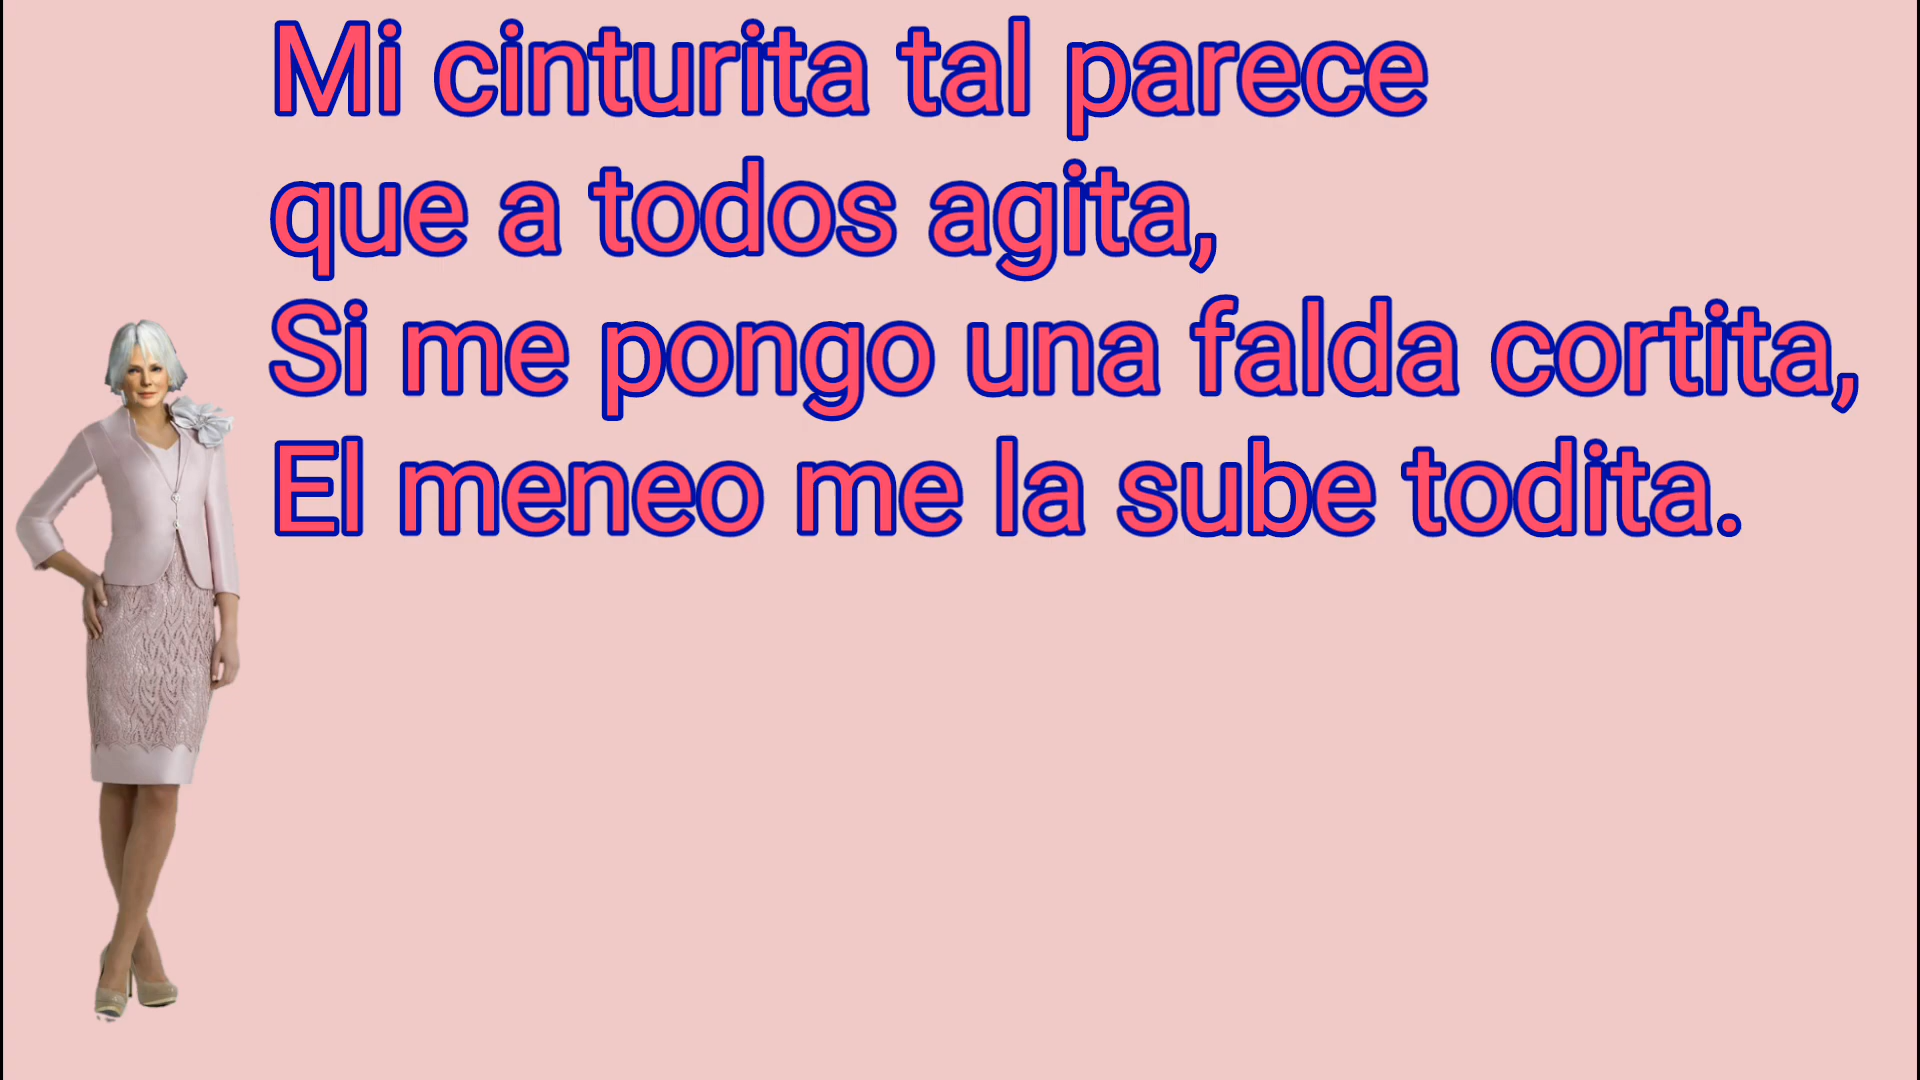 Mi cinturita tal parece
que a todos agita,
Si me pongo una falda cortita,
El meneo me la sube todita.